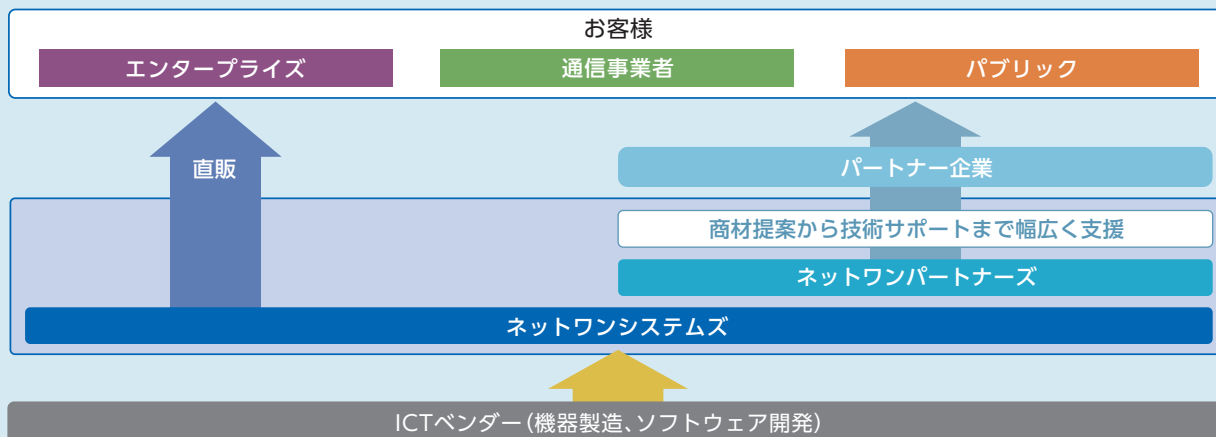 お客様
エンタープライズ
通信事業者
パブリック
直販
パートナー企業
商材提案から技術サポートまで幅広く支援
ネットワンパートナーズ
ネットワンシステムズ
ICTベンダー(機器製造、ソフトウェア開発)